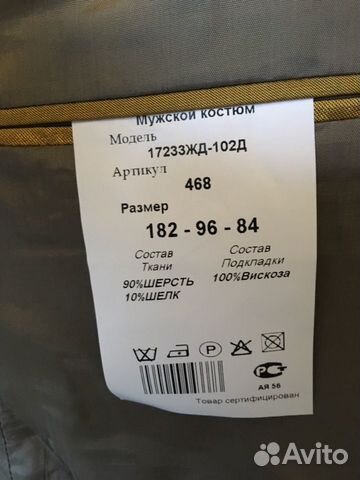 Мужской костюм
Модель
17233ЖД-102Д
Артикул
468
Размер
182 - 96 - 84
Состав Ткани
Состав Подкладки
90%ШЕРСТЬ
10%ШЕЛК
100%Вискоза
P
РС
АЯ 56
Товар сертифицирован
Avito